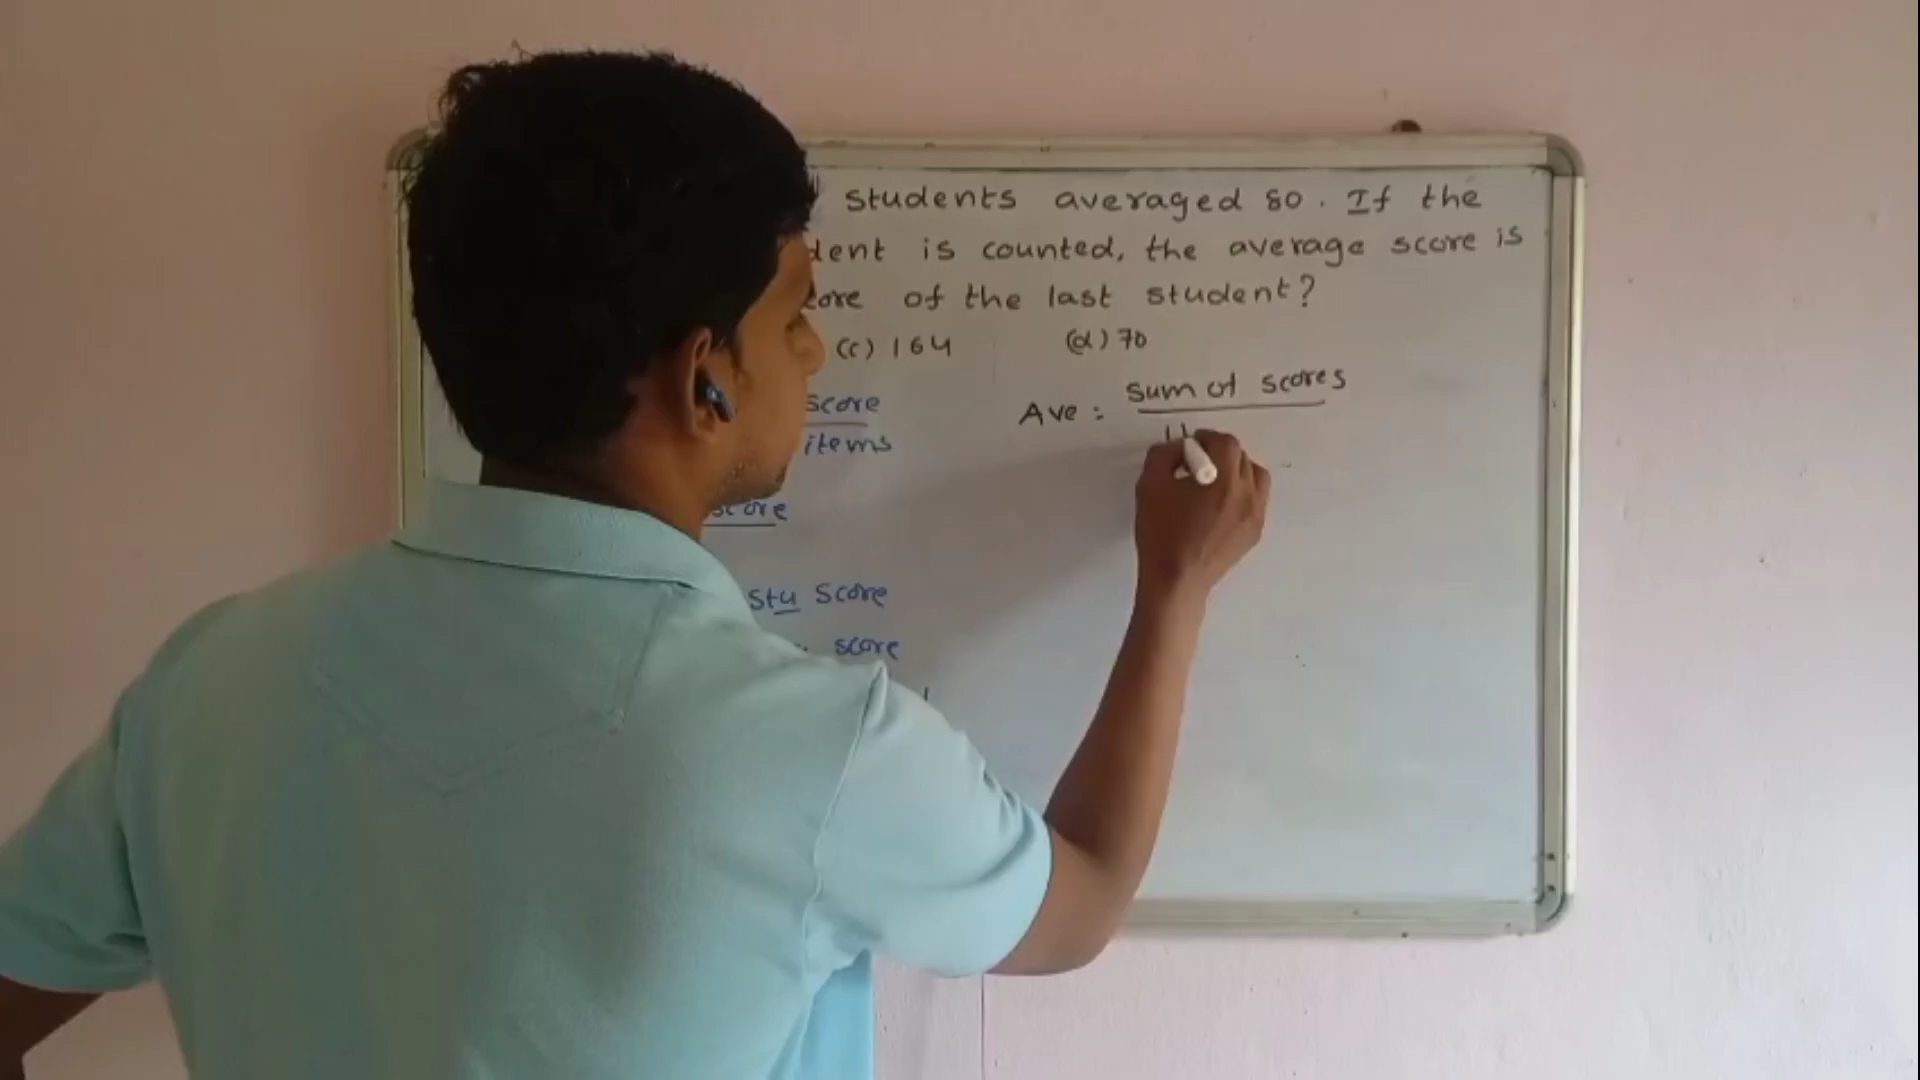 students averaged 80. If the
dent is counted, the average score is
core of the last student?
(c) 164 (d) 70
score
items
Ave : sum of scores
11
score
stu score
score